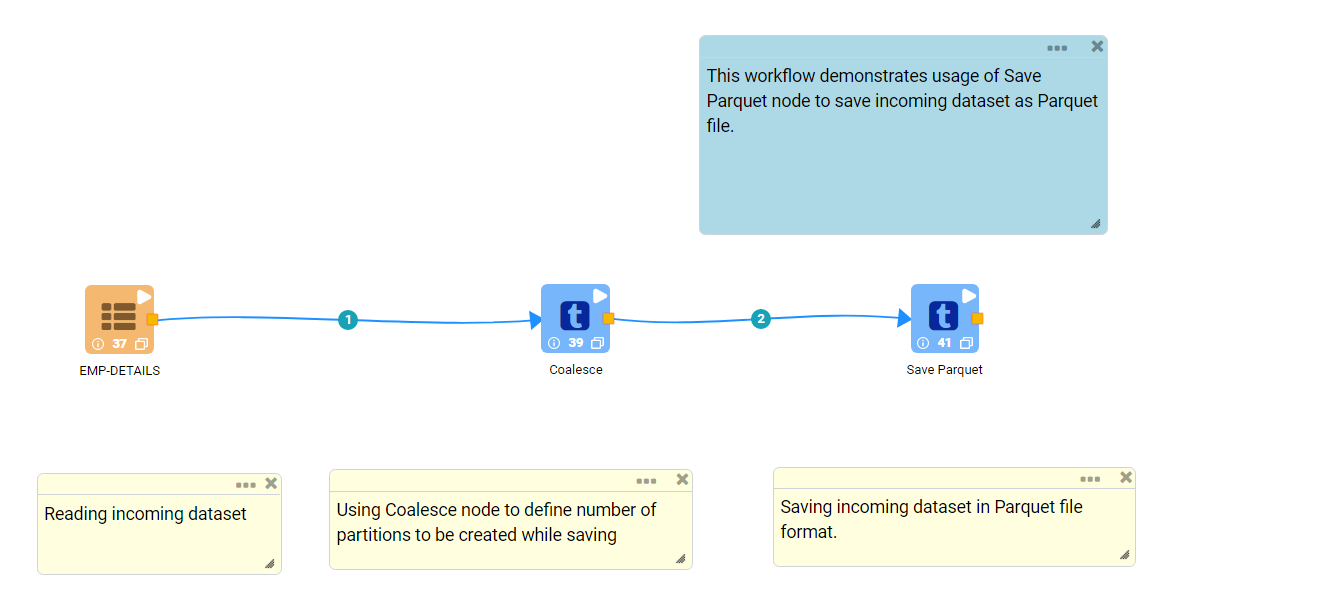 This workflow demonstrates usage of Save
Parquet node to save incoming dataset as Parquet
file.
1
2
t
t
37
39
41
EMP-DETAILS
Coalesce
Save Parquet
Reading incoming dataset
Using Coalesce node to define number of
partitions to be created while saving
Saving incoming dataset in Parquet file
format.